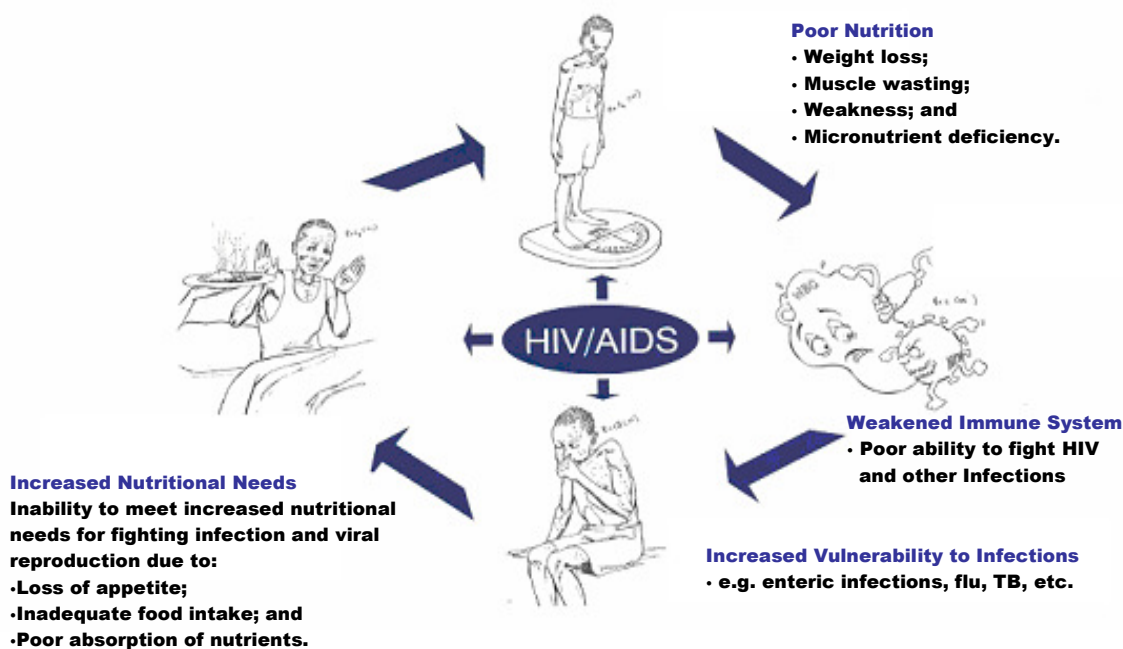 Poor Nutrition
• Weight loss;
• Muscle wasting;
• Weakness; and
• Micronutrient deficiency.
WBC
HIV/AIDS
Weakened Immune System
• Poor ability to fight HIV
and other Infections
Increased Vulnerability to Infections
• e.g. enteric infections, flu, TB, etc.
Increased Nutritional Needs
Inability to meet increased nutritional
needs for fighting infection and viral
reproduction due to:
•Loss of appetite;
•Inadequate food intake; and
•Poor absorption of nutrients.